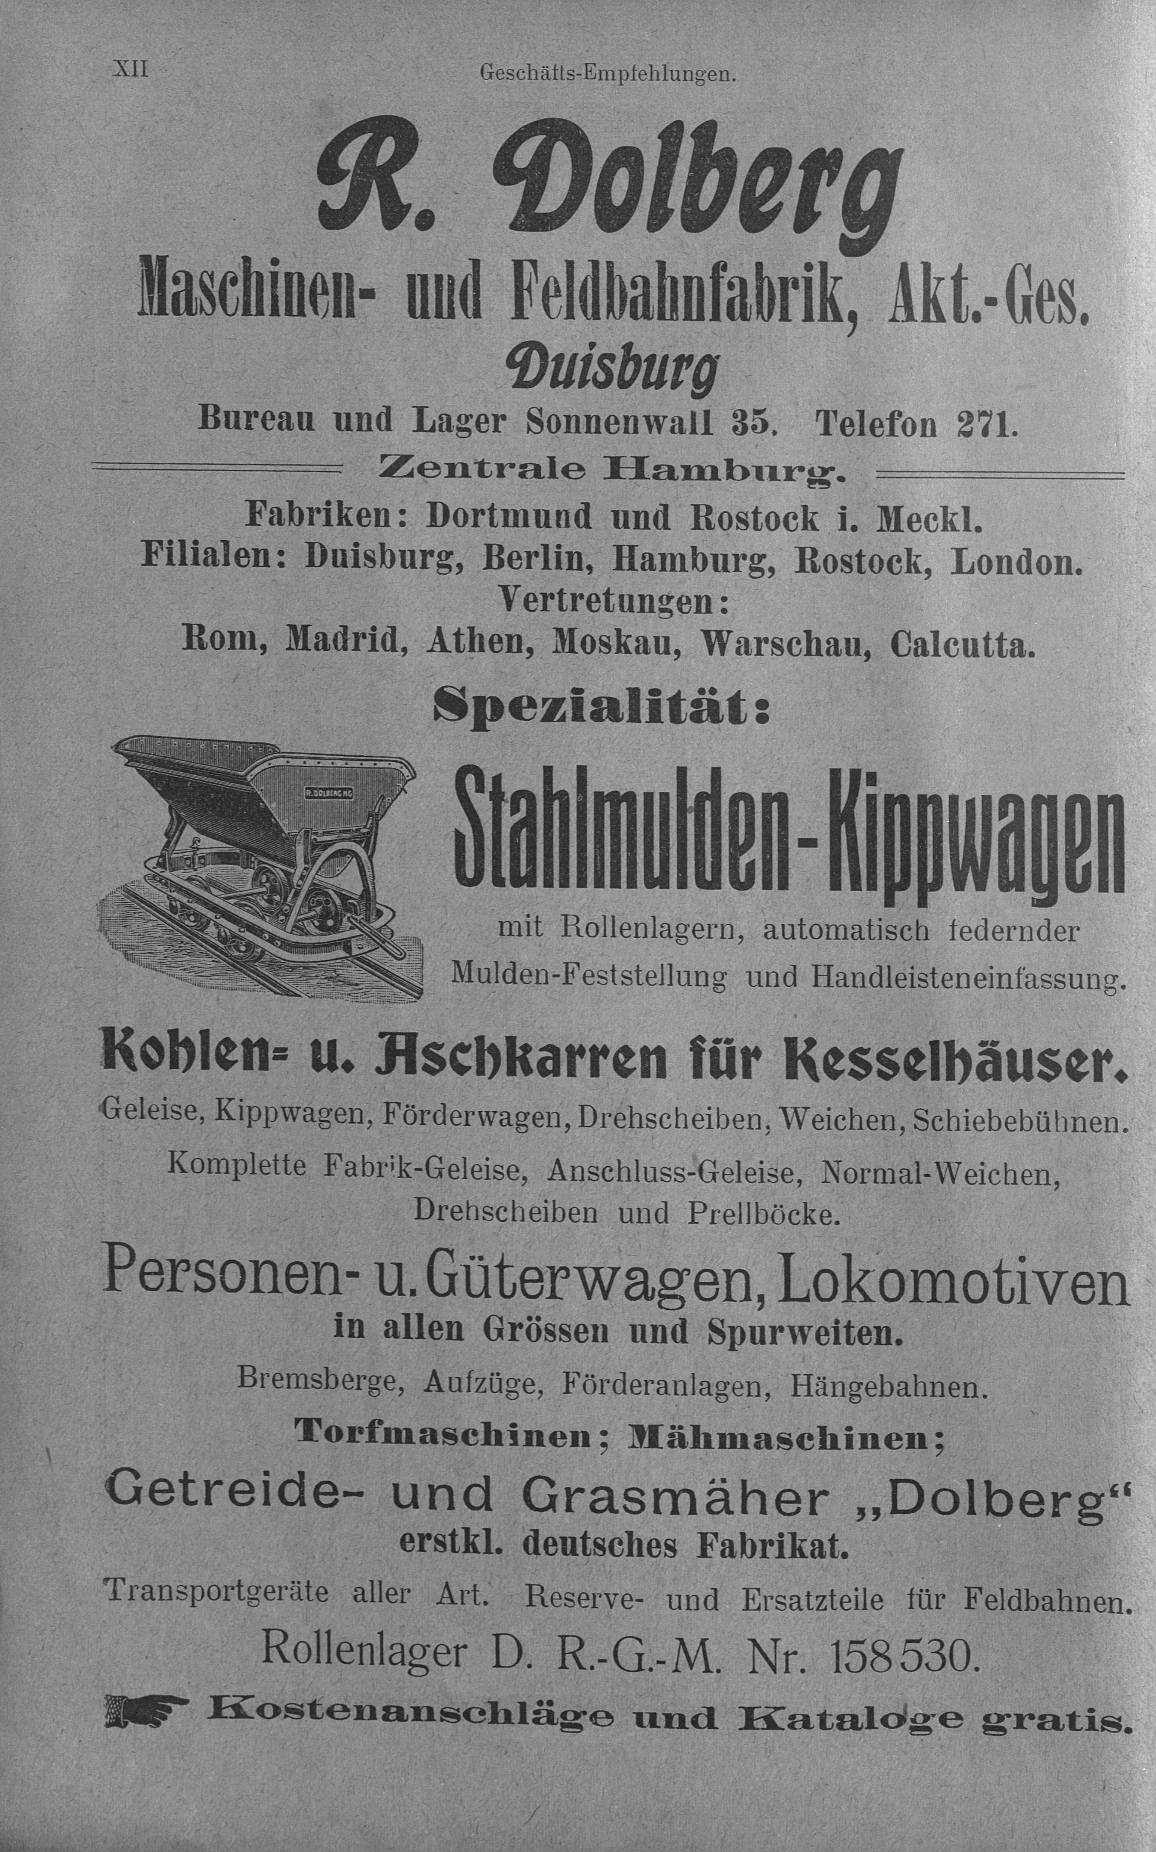 XII
Geschäfts-Empfehlungen.
R. Dolberg
Maschinen- und Feldbahnfabrik, Akt.-Ges.
Duisburg
Bureau und Lager Sonnenwall 35. Telefon 271.
Zentrale Hamburg.
Fabriken: Dortmund und Rostock i. Meckl.
Filialen: Duisburg, Berlin, Hamburg, Rostock, London.
Vertretungen:
Rom, Madrid, Athen, Moskau, Warschau, Calcutta.
Spezialität:
R. DOLBERG AG
Stahlmulden-Kippwagen
mit Rollenlagern, automatisch federnder
Mulden-Feststellung und Handleisteneinfassung.
Kohlen- u. Aschkarren für Kesselhäuser.
Geleise, Kippwagen, Förderwagen, Drehscheiben, Weichen, Schiebebühnen.
Komplette Fabrik-Geleise, Anschluss-Geleise, Normal-Weichen,
Drehscheiben und Prellböcke.
Personen- u. Güterwagen, Lokomotiven
in allen Grössen und Spurweiten.
Bremsberge, Aufzüge, Förderanlagen, Hängebahnen.
Torfmaschinen; Mähmaschinen;
Getreide- und Grasmäher „Dolberg“
erstkl. deutsches Fabrikat.
Transportgeräte aller Art. Reserve- und Ersatzteile für Feldbahnen.
Rollenlager D. R.-G.-M. Nr. 158530.
Kostenanschläge und Kataloge gratis.